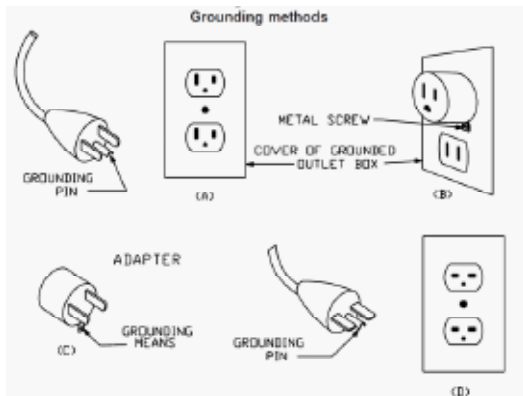 Grounding methods
METAL SCREW
COVER OF GROUNDED
OUTLET BOX
GROUNDING
PIN
(A)
(B)
ADAPTER
GROUNDING
MEANS
(C)
GROUNDING
PIN
(D)